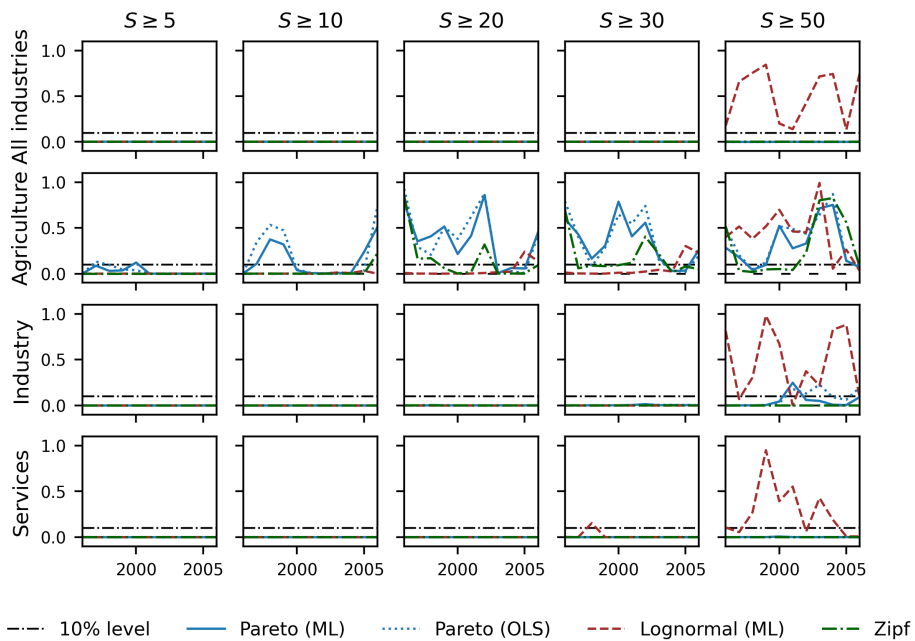 S ≥ 5 S ≥ 10 S ≥ 20 S ≥ 30 S ≥ 50
All industries
1.0
0.5
0.0
Agriculture
1.0
0.5
0.0
Industry
1.0
0.5
0.0
Services
1.0
0.5
0.0
2000 2005 2000 2005 2000 2005 2000 2005 2000 2005
10% level Pareto (ML) Pareto (OLS) Lognormal (ML) Zipf